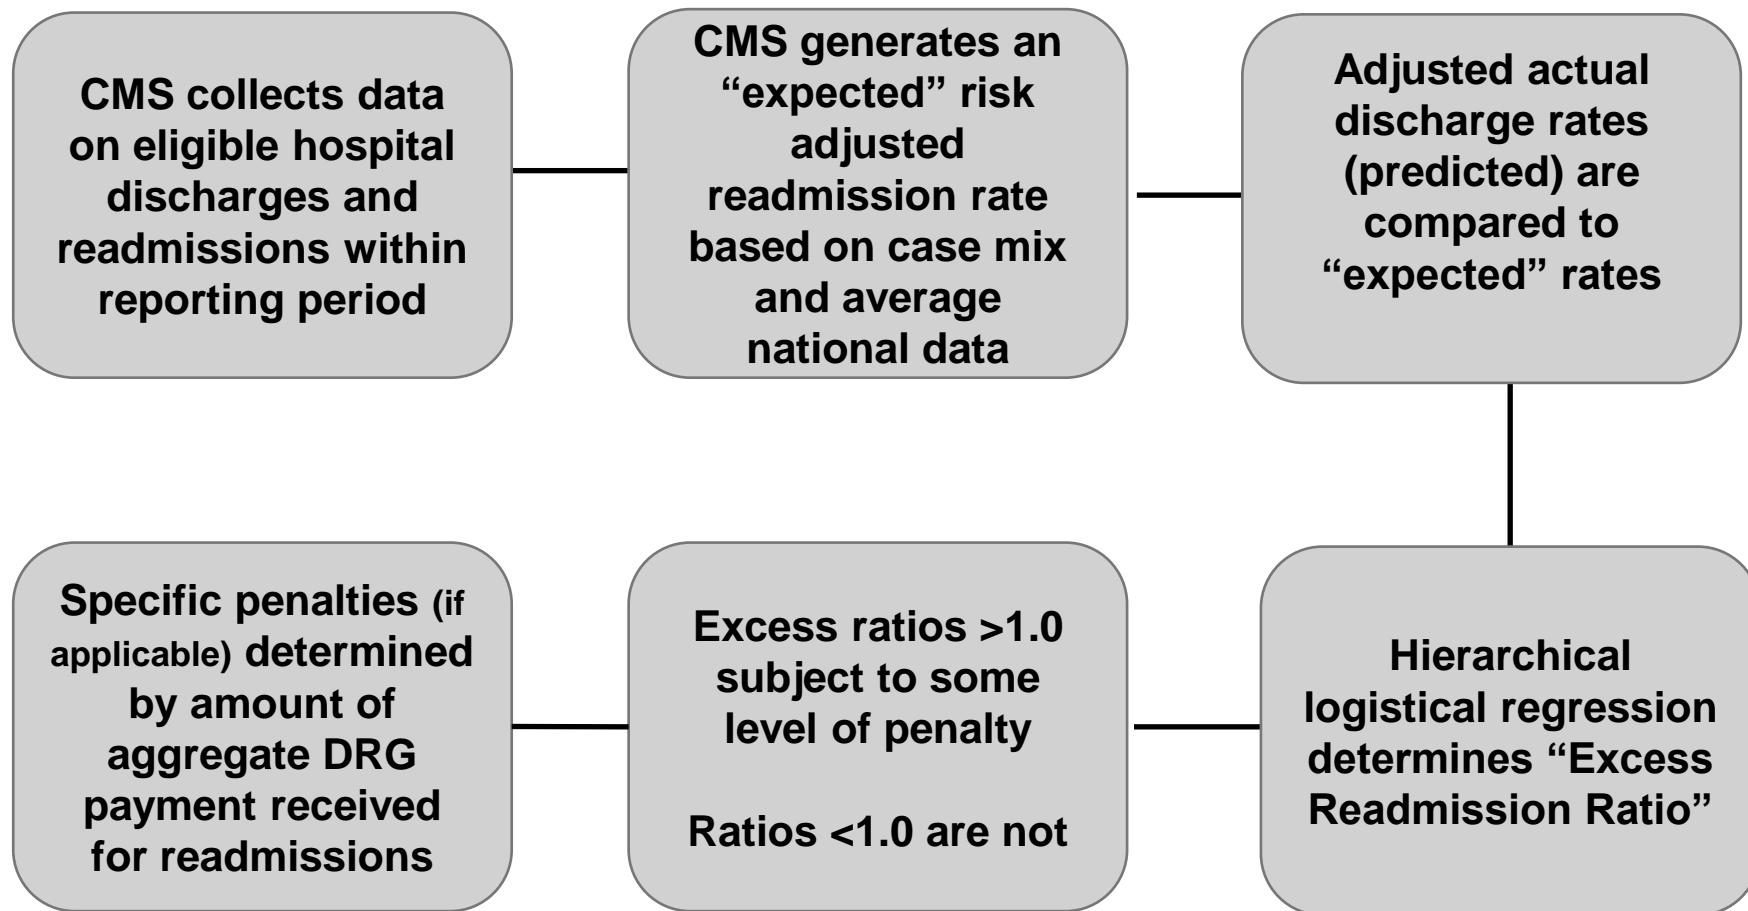 CMS collects data
on eligible hospital
discharges and
readmissions within
reporting period
CMS generates an
“expected” risk
adjusted
readmission rate
based on case mix
and average
national data
Adjusted actual
discharge rates
(predicted) are
compared to
“expected” rates
Hierarchical
logistical regression
determines “Excess
Readmission Ratio”
Excess ratios >1.0
subject to some
level of penalty
Ratios <1.0 are not
Specific penalties (if
applicable) determined
by amount of
aggregate DRG
payment received
for readmissions